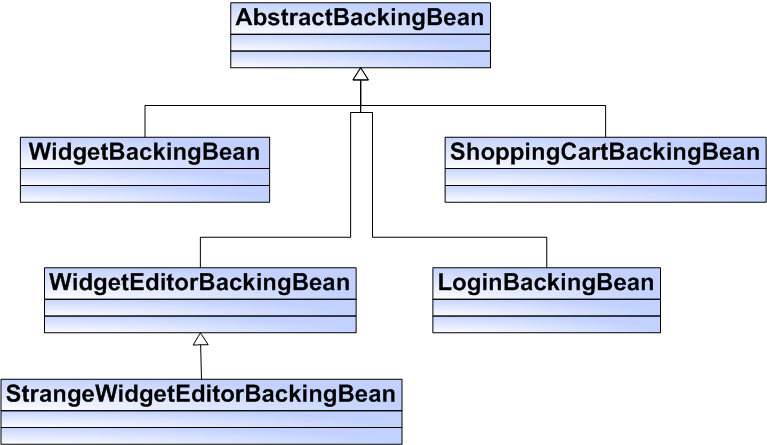 AbstractBackingBean
WidgetBackingBean
ShoppingCartBackingBean
WidgetEditorBackingBean
LoginBackingBean
StrangeWidgetEditorBackingBean